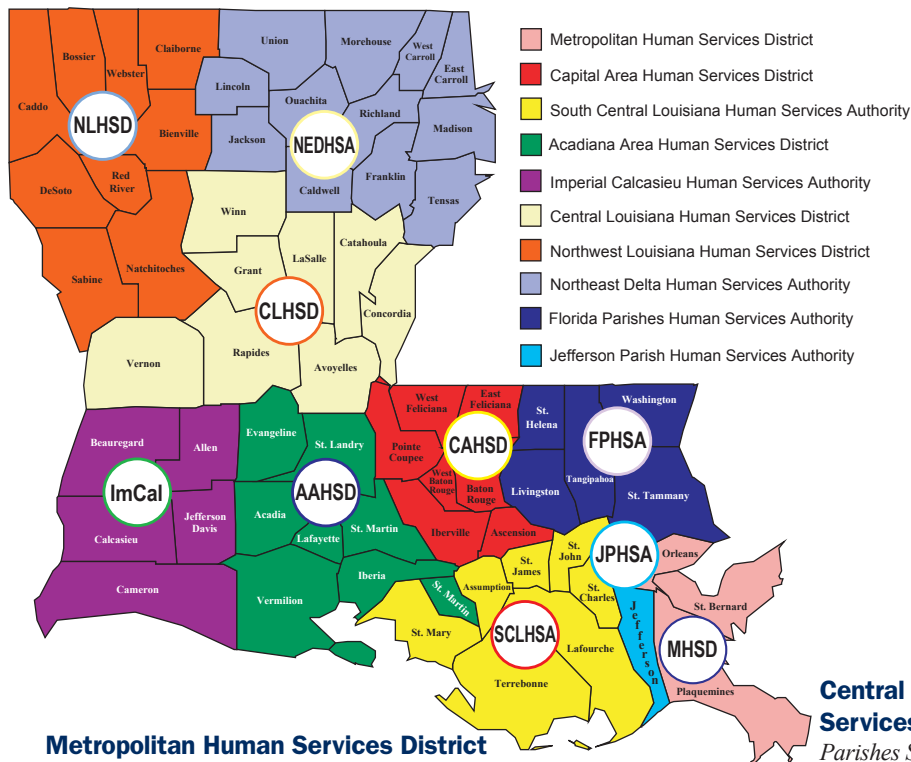 Union
Morehouse
West
Carroll
East
Carroll
Claiborne
Bossier
Webster
Lincoln
Ouachita
Caddo
NLHSD
Bienville
Jackson
NEDHSA
Richland
Madison
Red
River
DeSoto
Caldwell
Franklin
Tensas
Winn
Catahoula
LaSalle
Grant
Natchitoches
Sabine
CLHSD
Concordia
Vernon
Rapides
Avoyelles
Metropolitan Human Services District
Capital Area Human Services District
South Central Louisiana Human Services Authority
Acadiana Area Human Services District
Imperial Calcasieu Human Services Authority
Central Louisiana Human Services District
Northwest Louisiana Human Services District
Northeast Delta Human Services Authority
Florida Parishes Human Services Authority
Jefferson Parish Human Services Authority
West
Feliciana
East
Feliciana
St.
Helena
Washington
Beauregard
Allen
Evangeline
St. Landry
Pointe
Coupee
CAHSD
FPHSA
West
Baton
Rouge
Baton
Rouge
Livingston
Tangipahoa
St. Tammany
ImCal
AAHSD
Jefferson
Davis
Acadia
Calcasieu
Lafayette
St. Martin
Iberville
Ascension
St.
John
JPHSA
Orleans
Cameron
Vermilion
Iberia
St. Martin
Assumption
St.
James
St.
Charles
St. Bernard
St. Mary
SCLHSA
Lafourche
Jefferson
MHSD
Terrebonne
Plaquemines
Metropolitan Human Services District
Central
Services
Parishes S